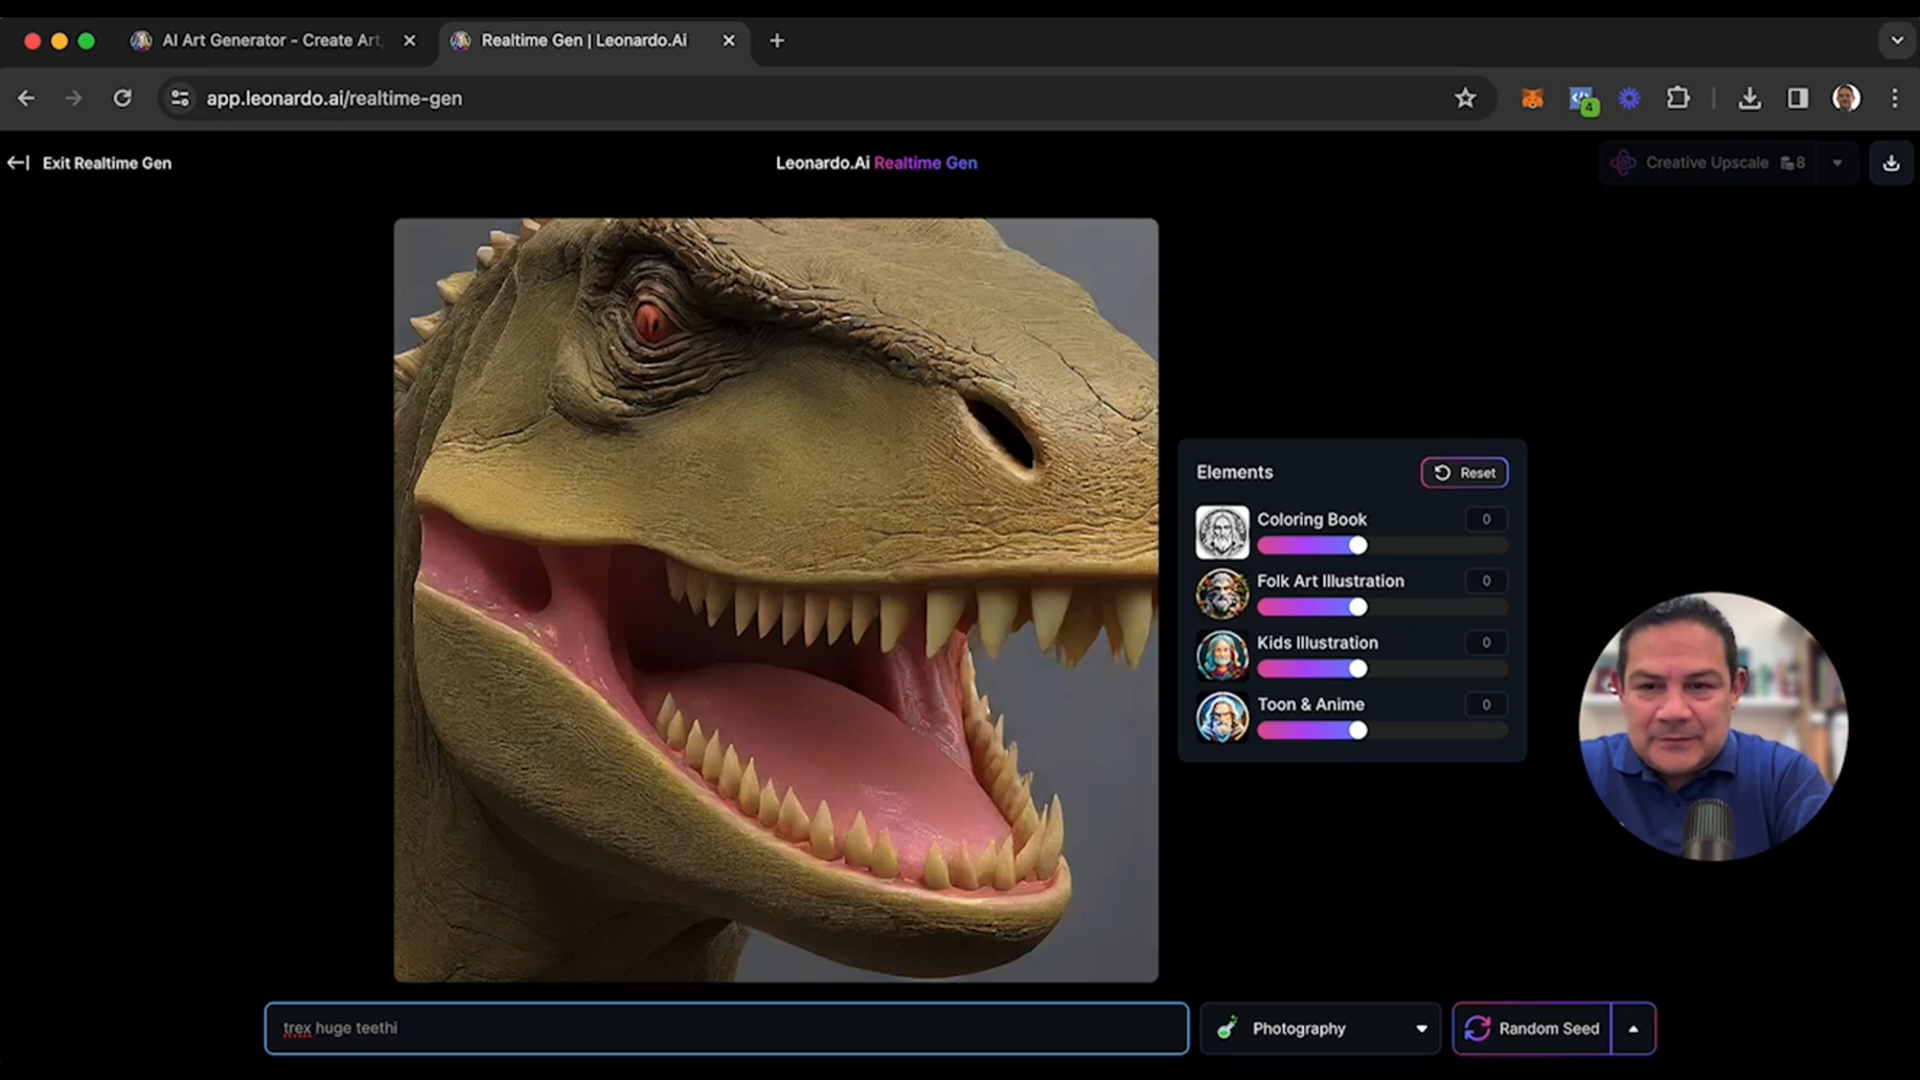 AI Art Generator - Create Art,
Realtime Gen | Leonardo.Ai
app.leonardo.ai/realtime-gen
4
Exit Realtime Gen
Leonardo.Ai Realtime Gen
Creative Upscale 8
Elements
Reset
Coloring Book 0
Folk Art Illustration 0
Kids Illustration 0
Toon & Anime 0
trex huge teethi
Photography
Random Seed